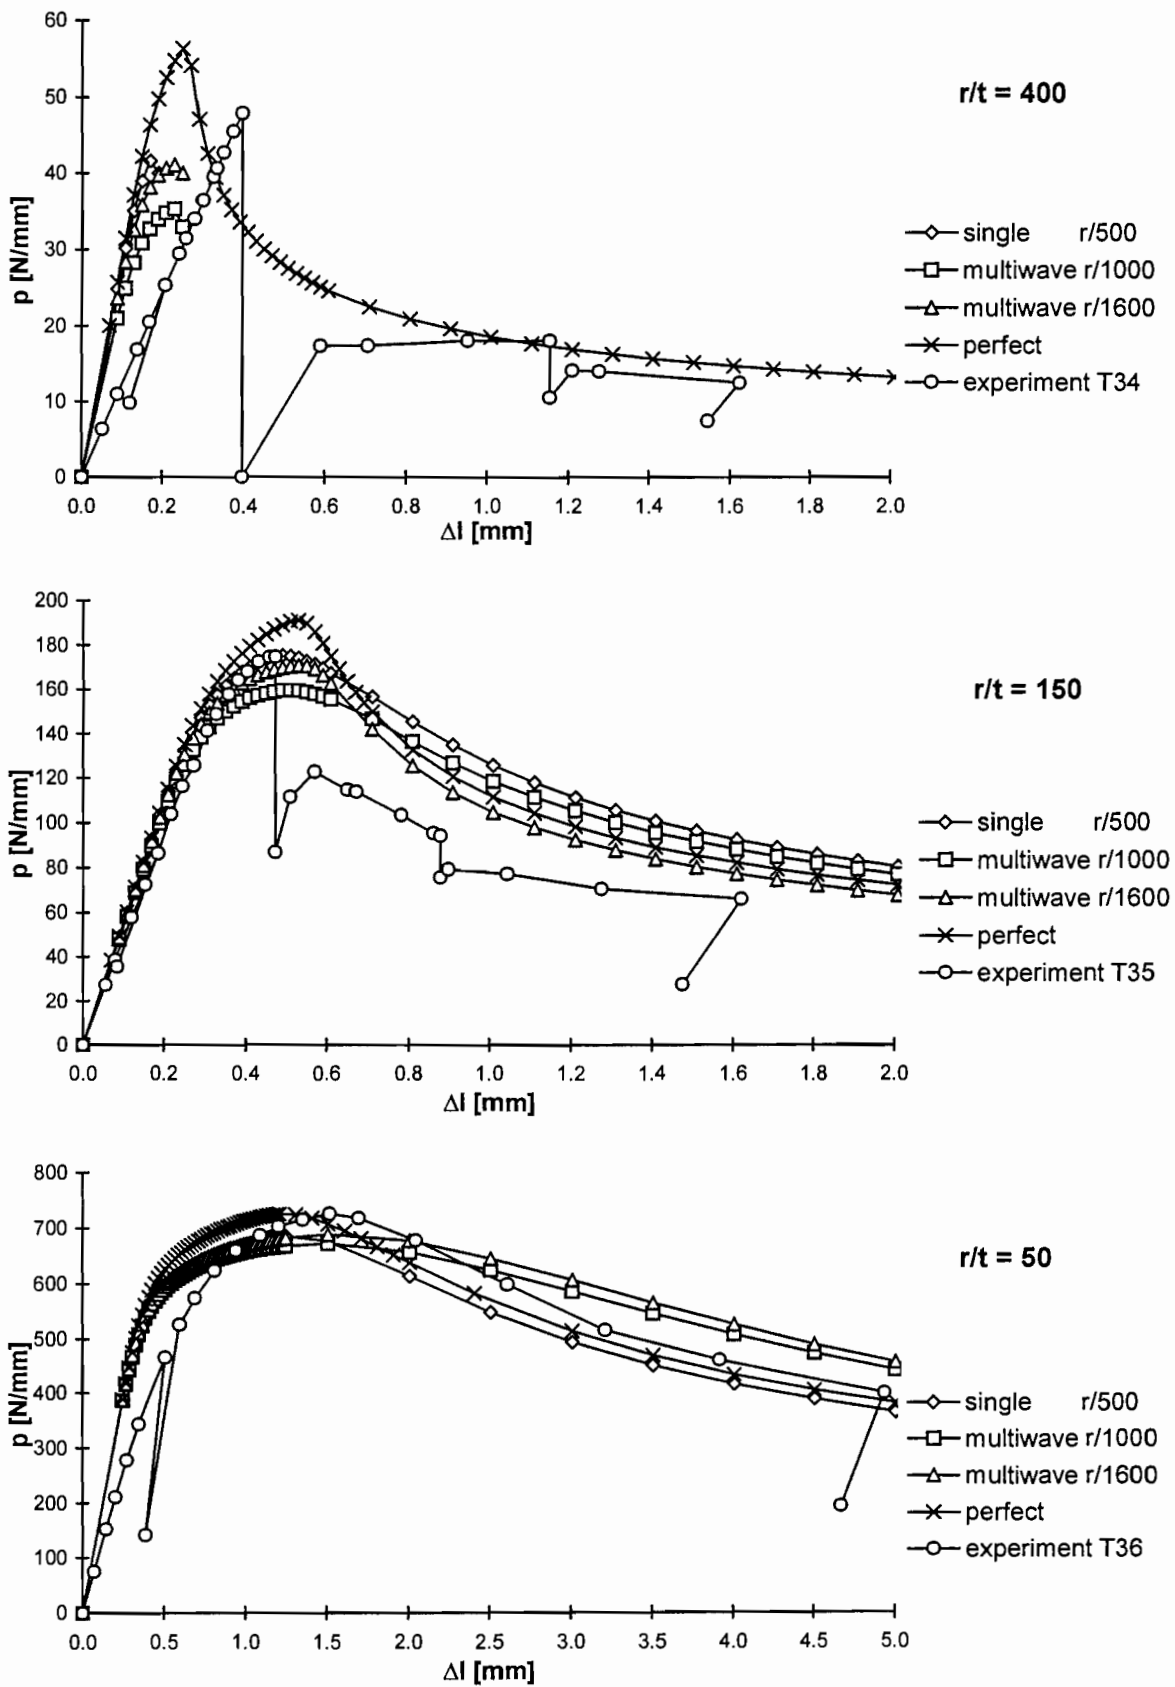 60
50
40
30
20
10
0
p [N/mm]
0.0 0.2 0.4 0.6 0.8 1.0 1.2 1.4 1.6 1.8 2.0
Δl [mm]
r/t = 400
single r/500
multiwave r/1000
multiwave r/1600
perfect
experiment T34
200
180
160
140
120
100
80
60
40
20
0
p [N/mm]
0.0 0.2 0.4 0.6 0.8 1.0 1.2 1.4 1.6 1.8 2.0
Δl [mm]
r/t = 150
single r/500
multiwave r/1000
multiwave r/1600
perfect
experiment T35
800
700
600
500
400
300
200
100
0
p [N/mm]
0.0 0.5 1.0 1.5 2.0 2.5 3.0 3.5 4.0 4.5 5.0
Δl [mm]
r/t = 50
single r/500
multiwave r/1000
multiwave r/1600
perfect
experiment T36